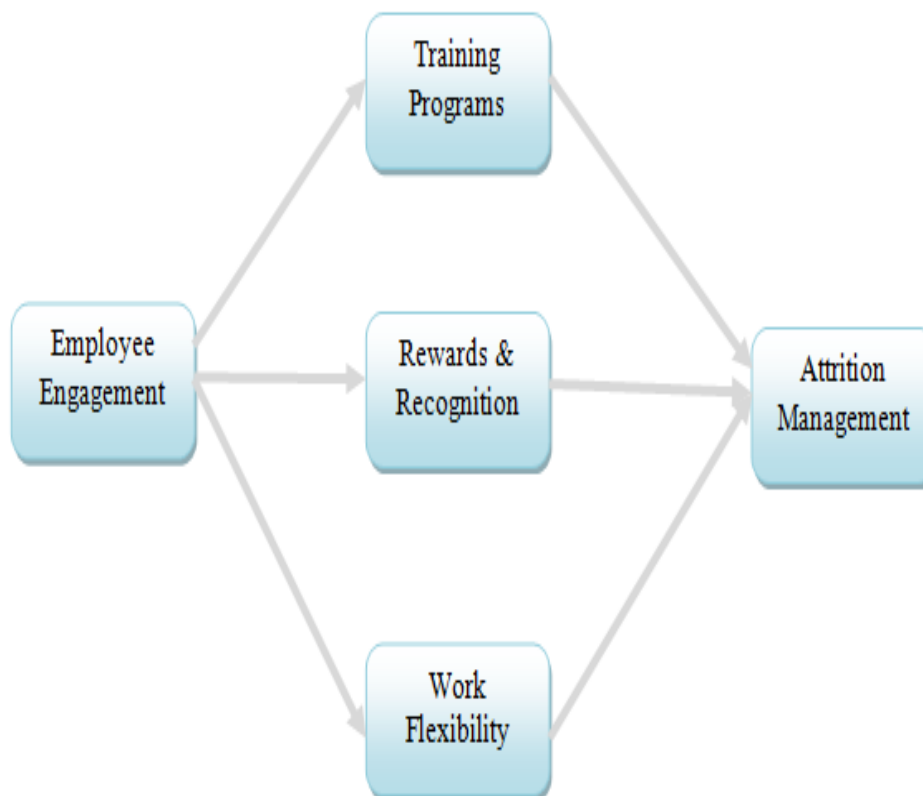 Training
Programs
Employee
Engagement
Rewards &
Recognition
Attrition
Management
Work
Flexibility